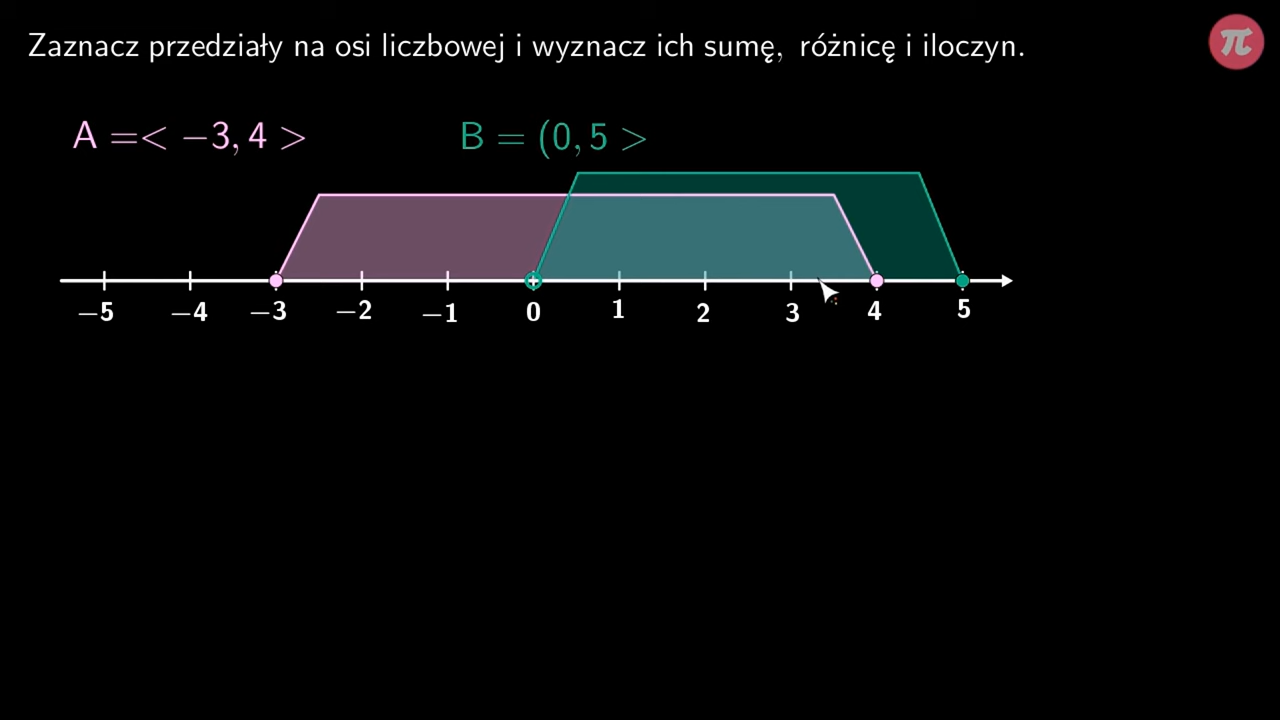 Zaznacz przedziały na osi liczbowej i wyznacz ich sumę, różnicę i iloczyn.
π
A =< −3, 4 > B = (0, 5 >
−5 −4 −3 −2 −1 0 1 2 3 4 5